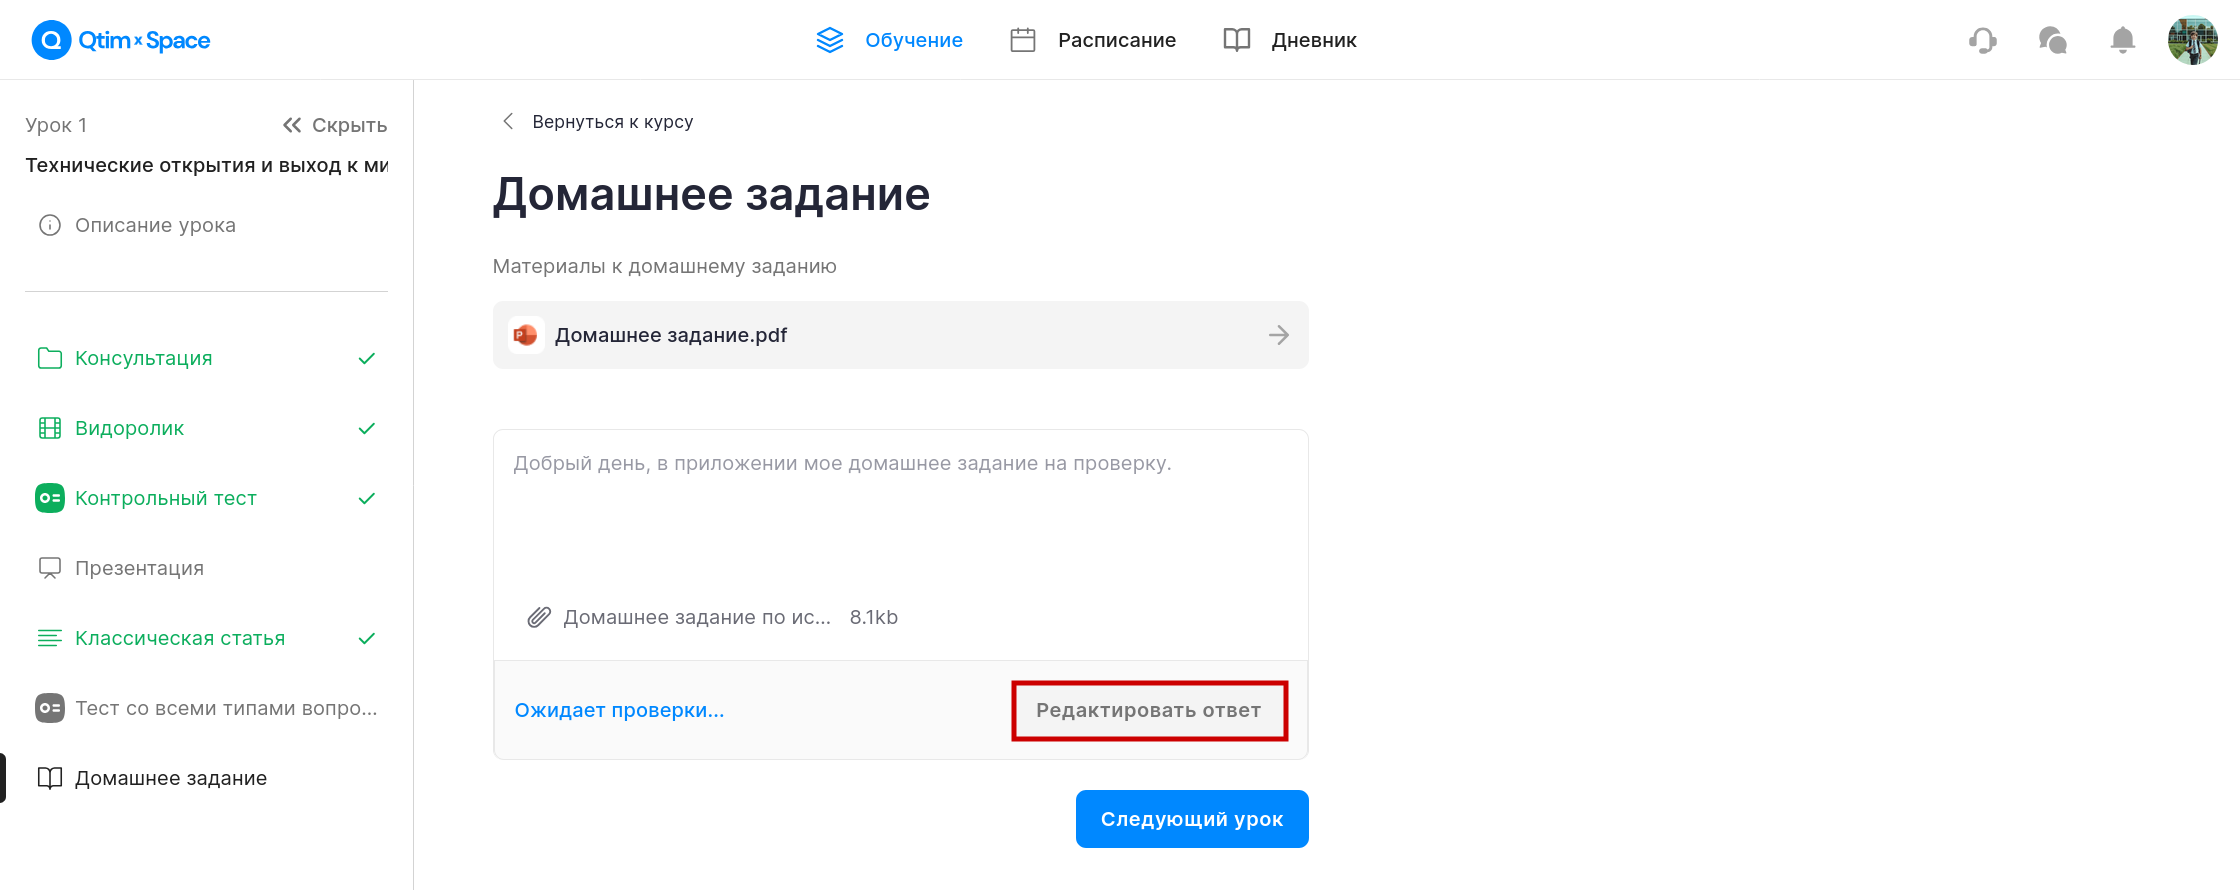 Qtim x Space
Обучение
Расписание
Дневник
Урок 1
Скрыть
Технические открытия и выход к ми
Описание урока
Консультация
Видоролик
Контрольный тест
Презентация
Классическая статья
Тест со всеми типами вопро...
Домашнее задание
Вернуться к курсу
Домашнее задание
Материалы к домашнему заданию
Домашнее задание.pdf
Добрый день, в приложении мое домашнее задание на проверку.
Домашнее задание по ис... 8.1kb
Ожидает проверки...
Редактировать ответ
Следующий урок